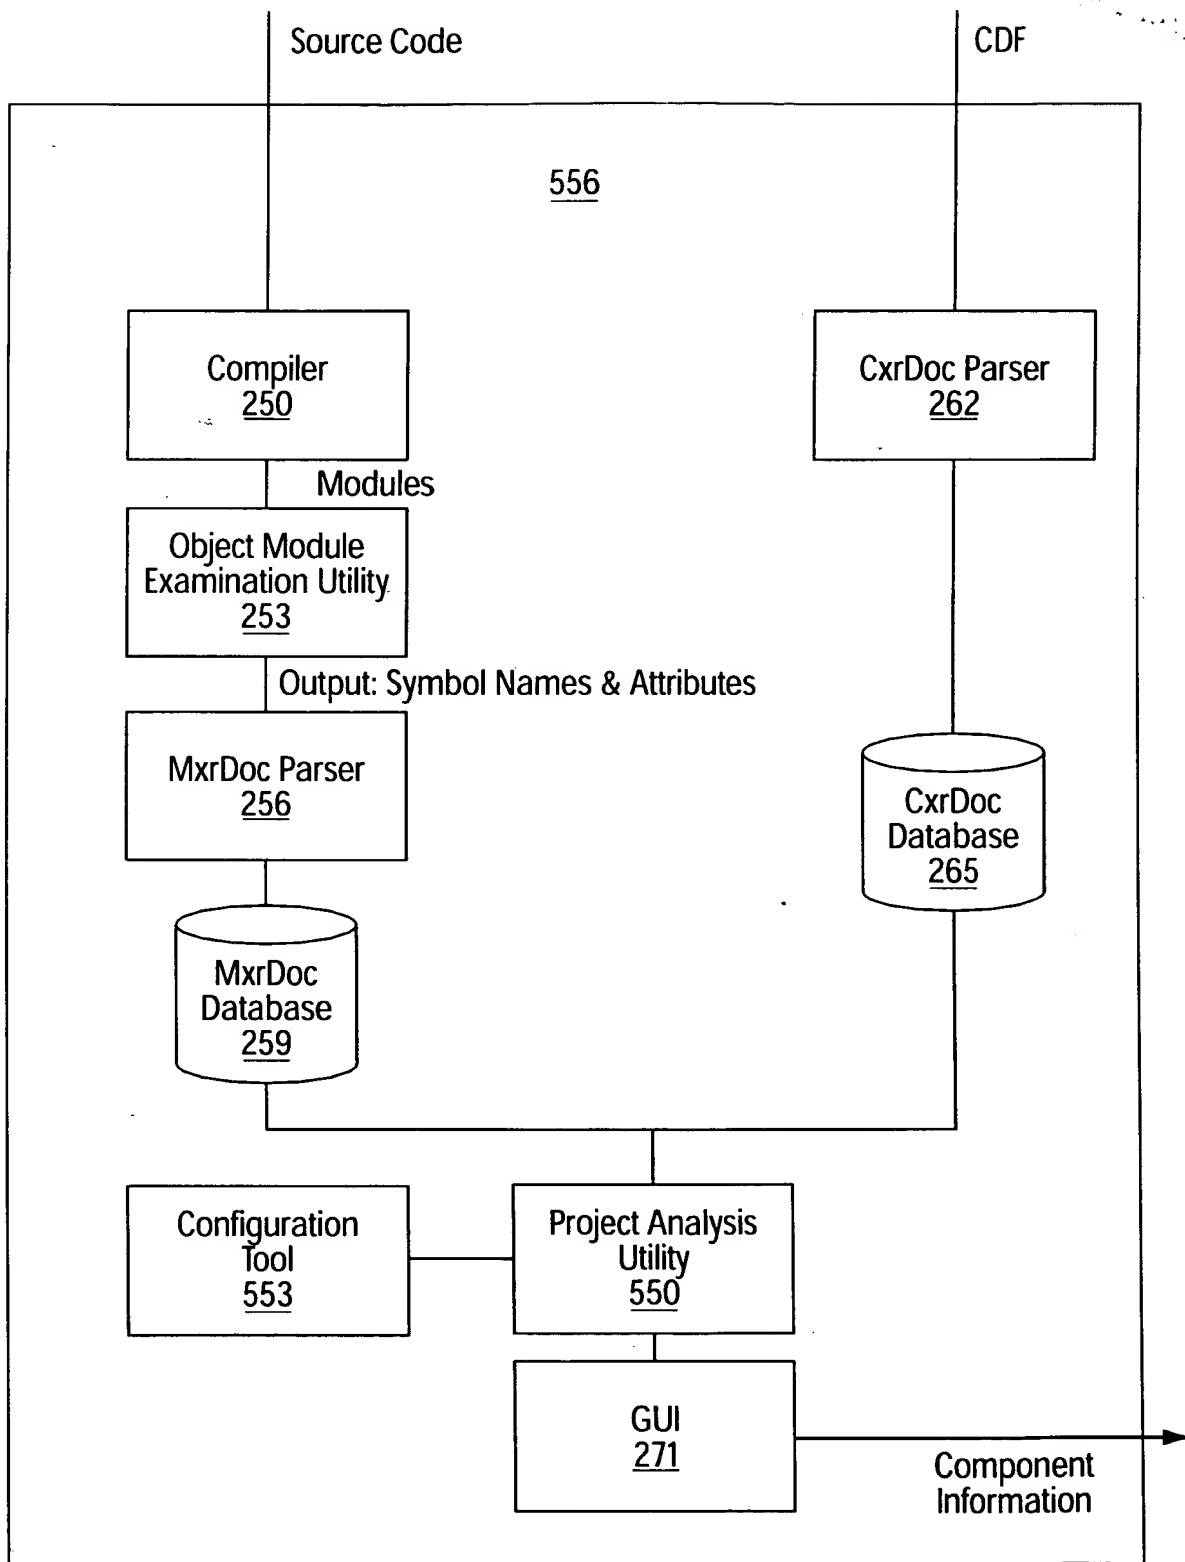 Source Code
CDF
556
Compiler
250
CxrDoc Parser
262
Modules
Object Module
Examination Utility
253
Output: Symbol Names & Attributes
MxrDoc Parser
256
CxrDoc
Database
265
MxrDoc
Database
259
Configuration
Tool
553
Project Analysis
Utility
550
GUI
271
Component
Information